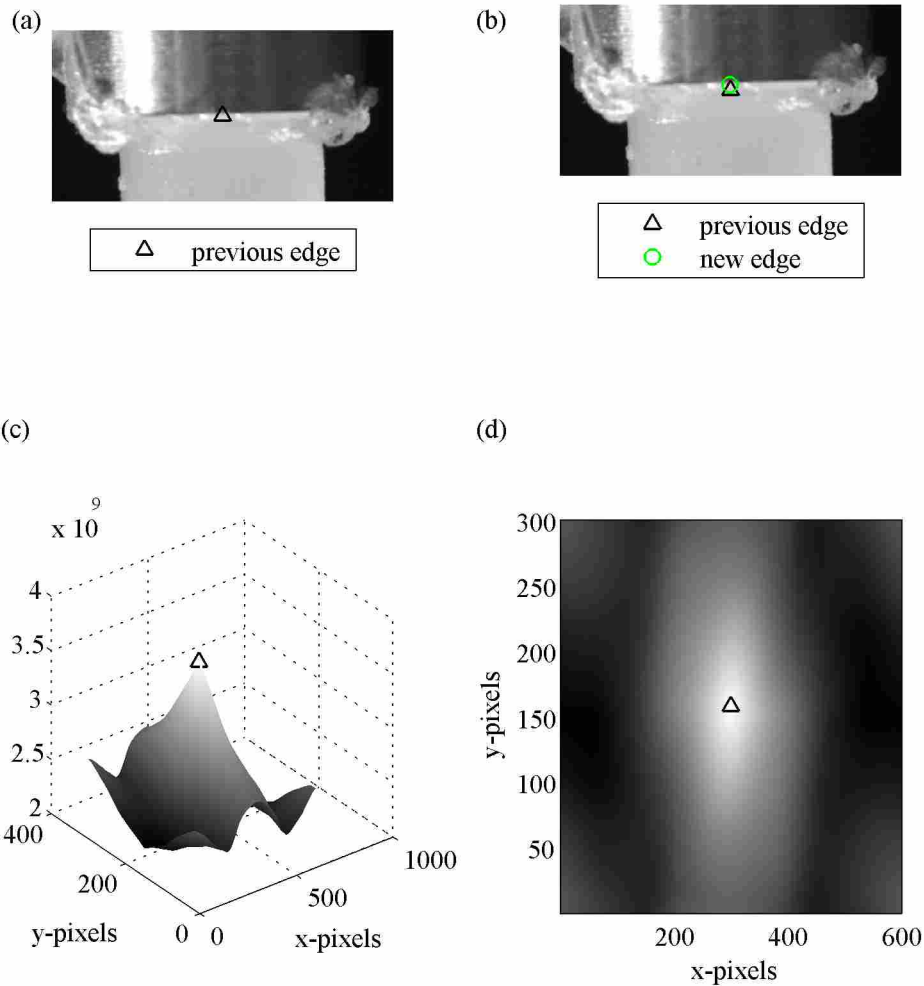 (a)
(b)
previous edge
previous edge
new edge
(c)
(d)
x 10
9
4
3.5
3
2.5
2
400
200
0
0
500
1000
y-pixels
x-pixels
300
250
200
150
100
50
y-pixels
200
400
600
x-pixels